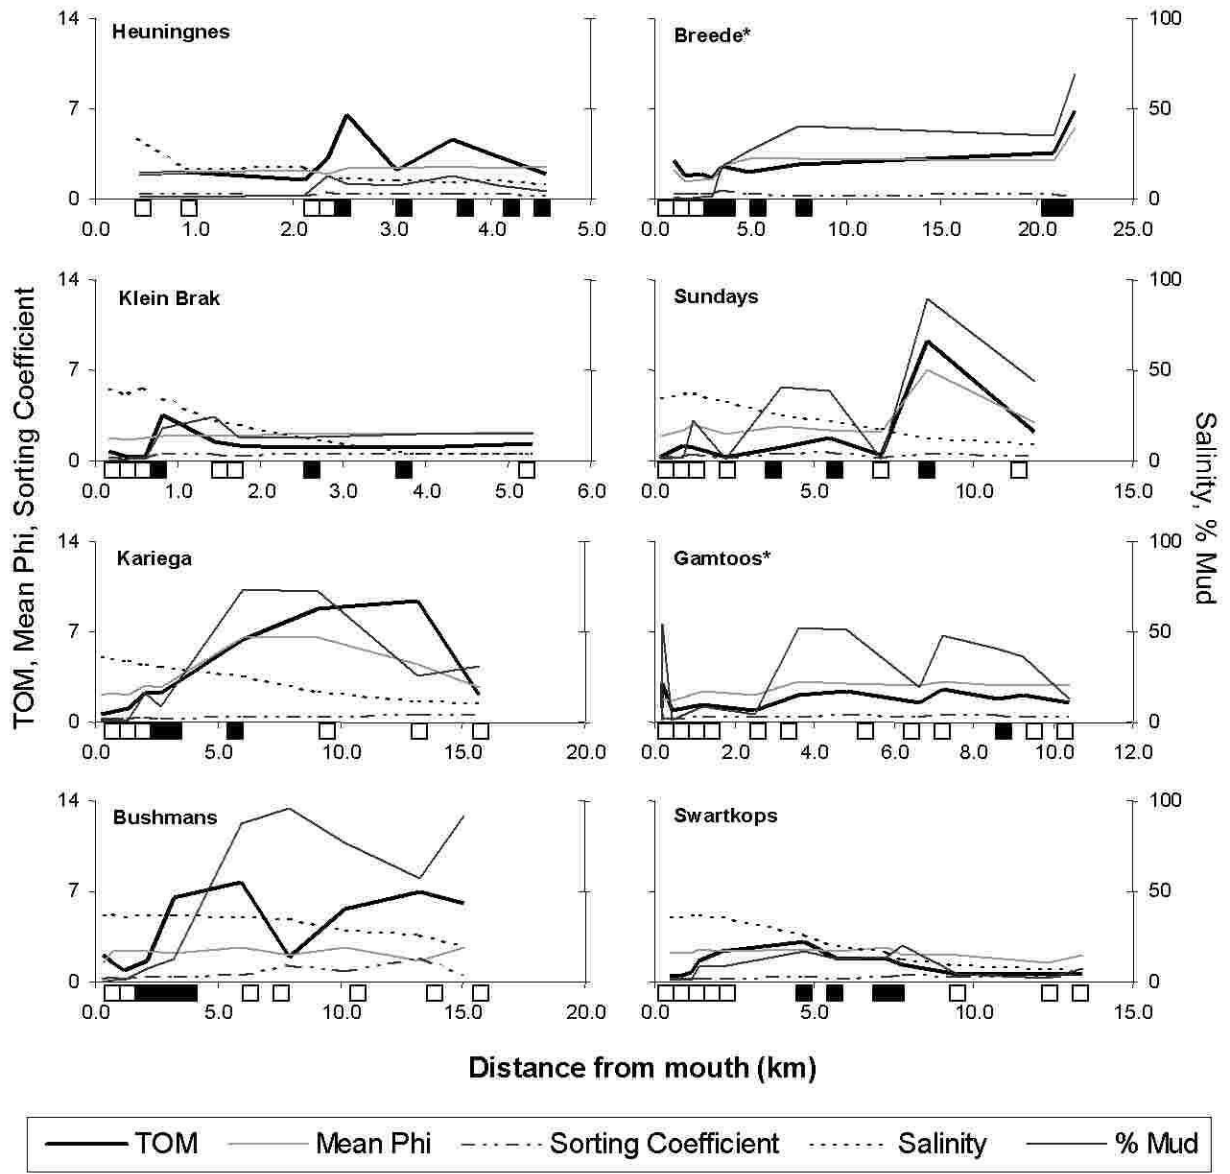 14
Heuningnes
7
0
0.0 1.0 2.0 3.0 4.0 5.0
100
Breede*
50
0
0.0 5.0 10.0 15.0 20.0 25.0
14
Klein Brak
7
0
0.0 1.0 2.0 3.0 4.0 5.0 6.0
100
Sundays
50
0
0.0 5.0 10.0 15.0
14
Kariega
7
0
0.0 5.0 10.0 15.0 20.0
100
Gamtoos*
50
0
0.0 2.0 4.0 6.0 8.0 10.0 12.0
14
Bushmans
7
0
0.0 5.0 10.0 15.0 20.0
100
Swartkops
50
0
0.0 5.0 10.0 15.0
TOM, Mean Phi, Sorting Coefficient
Salinity, % Mud
Distance from mouth (km)
TOM Mean Phi Sorting Coefficient Salinity % Mud